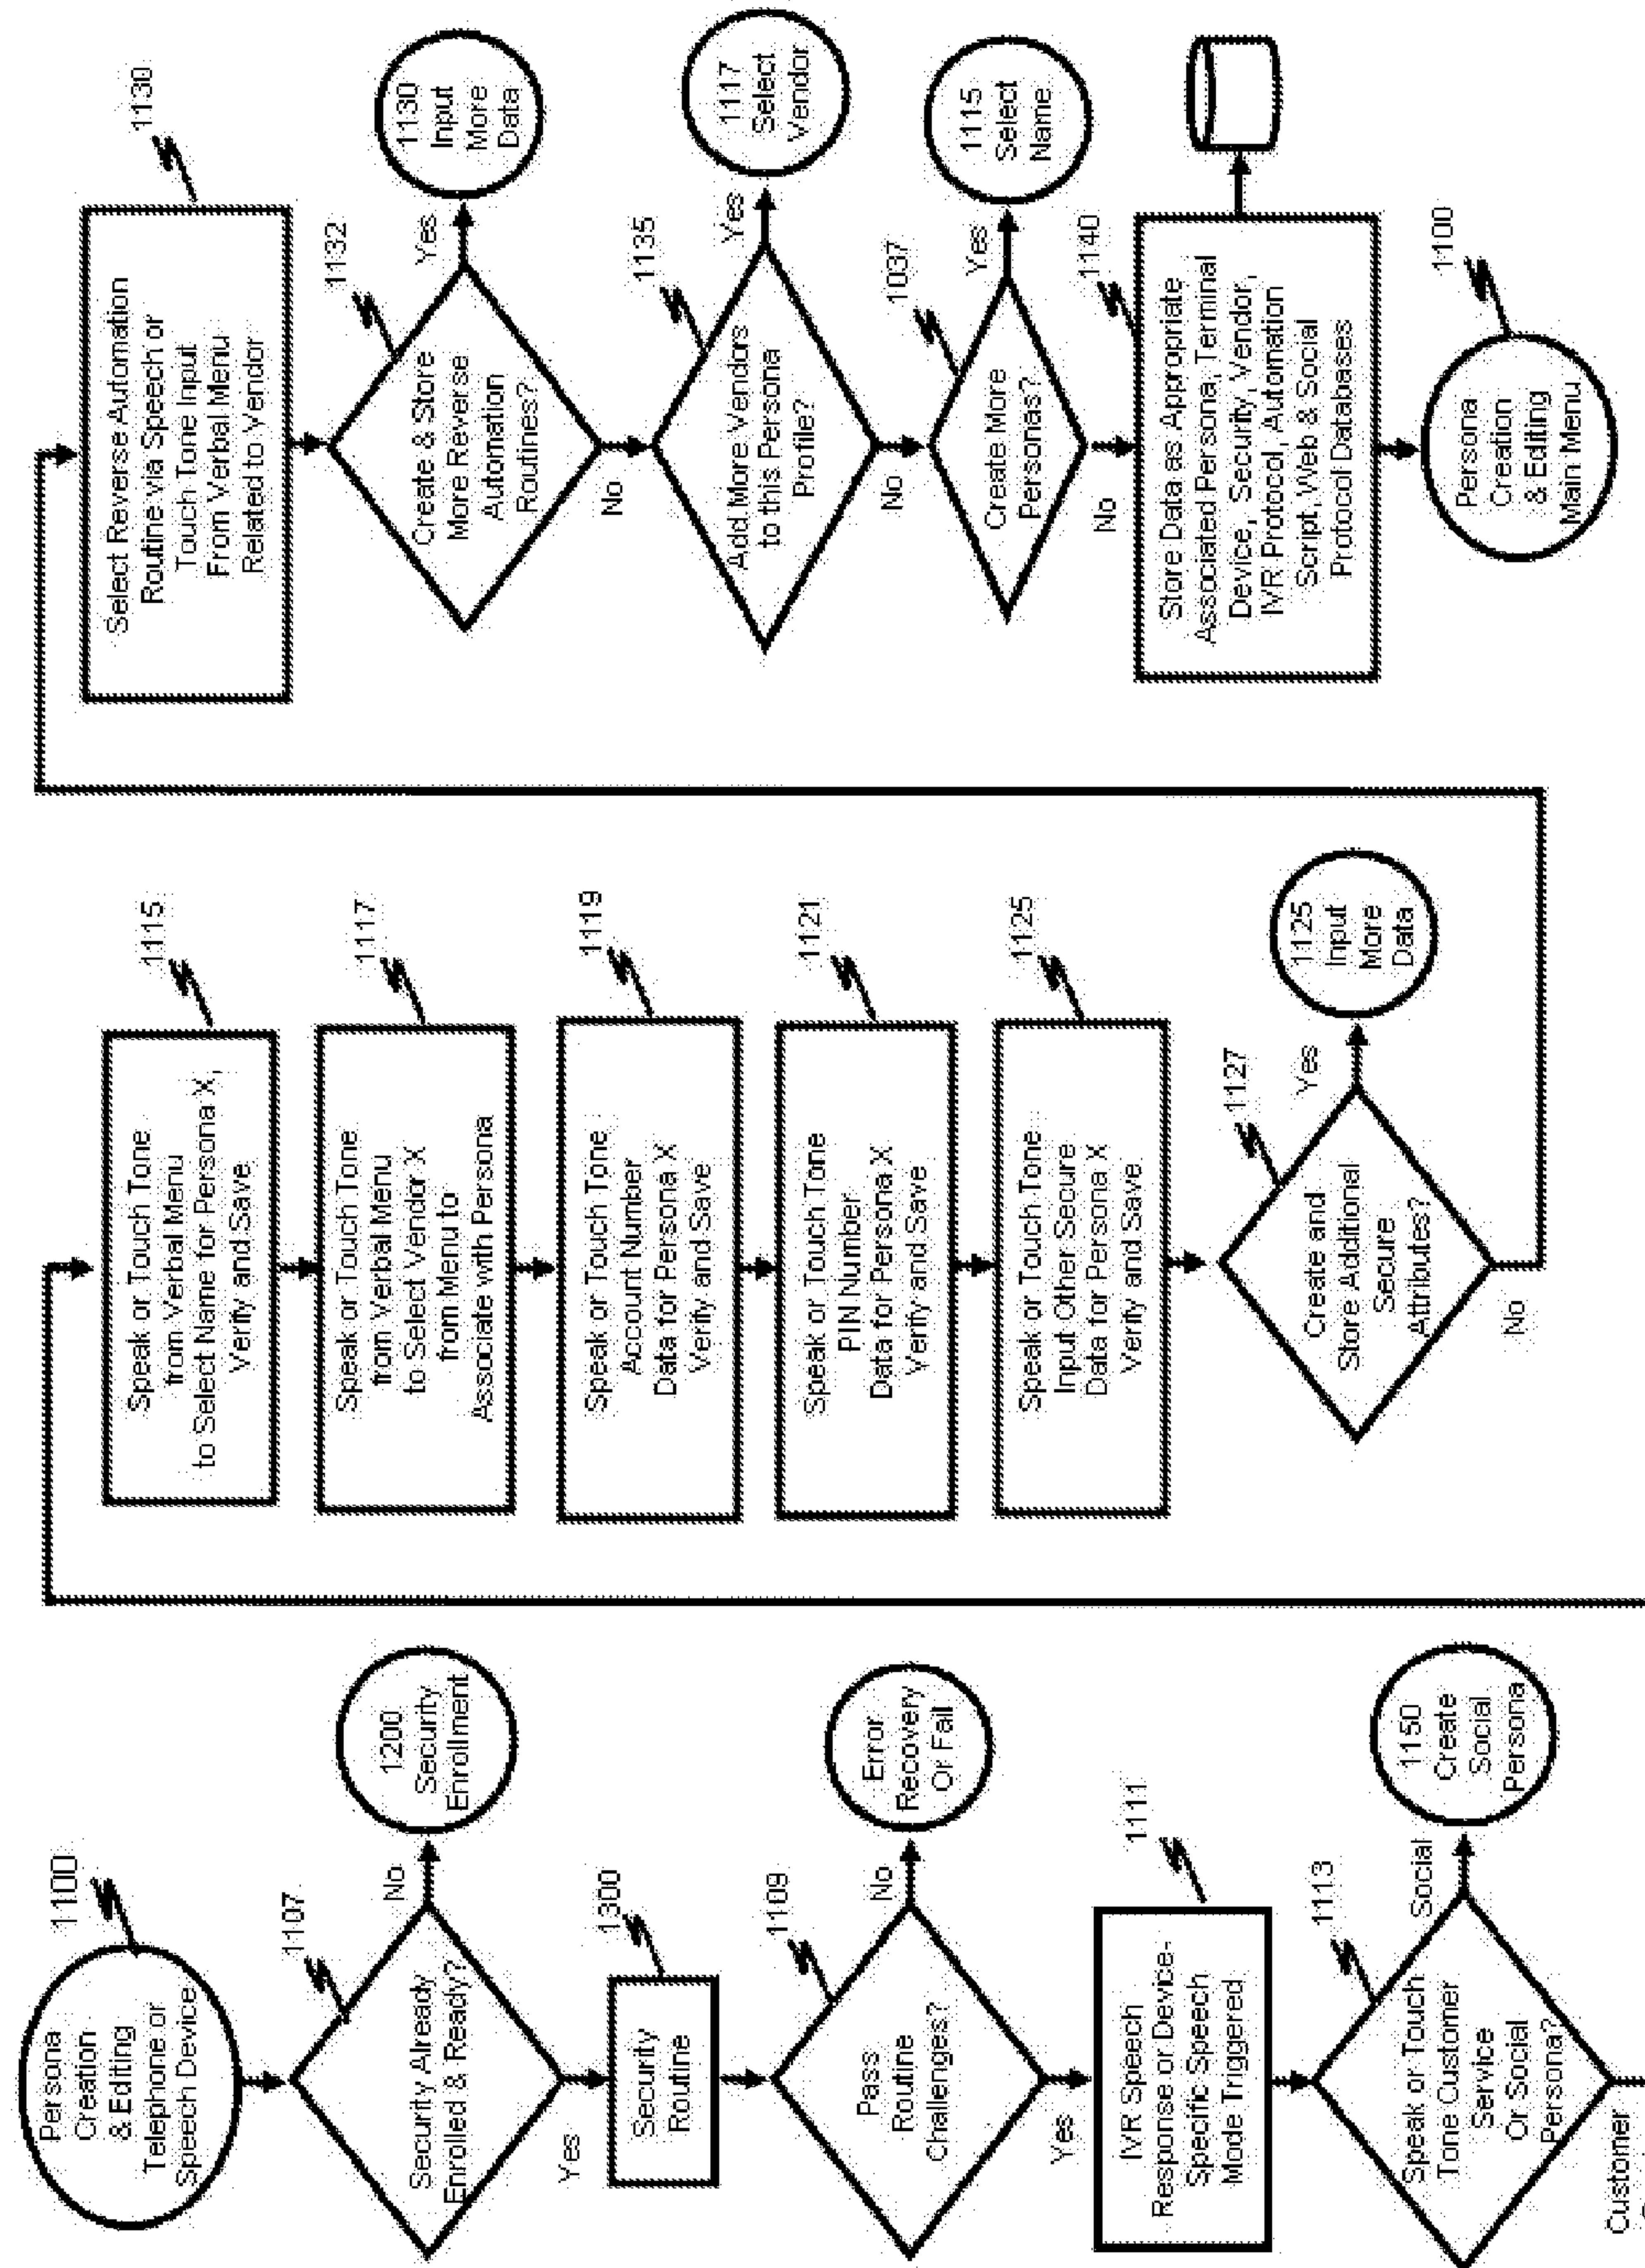 1100
Persona
Creation
& Editing
Telephone or
Speech Device
1107
Security Already
Enrolled & Ready?
No
1200
Security
Enrollment
Yes
1300
Security
Routine
1109
Pass
Routine
Challenges?
No
Error
Recovery
Or Fail
Yes
1111
IVR Speech
Response or Device-
Specific Speech
Mode Triggered
1113
Speak or Touch
Tone Customer
Service
Or Social
Persona?
Social
1150
Create
Social
Persona
Customer
1115
Speak or Touch Tone
from Verbal Menu
to Select Name for Persona X,
Verify and Save
1117
Speak or Touch Tone
from Verbal Menu
to Select Vendor X
from Menu to
Associate with Persona
1119
Speak or Touch Tone
Account Number
Data for Persona X
Verify and Save
1121
Speak or Touch Tone
PIN Number
Data for Persona X
Verify and Save
1125
Speak or Touch Tone
Input Other Secure
Data for Persona X
Verify and Save
1127
Create and
Store Additional
Secure
Attributes?
Yes
1125
Input
More
Data
No
1130
Select Reverse Automation
Routine via Speech or
Touch Tone Input
From Verbal Menu
Related to Vendor
1132
Create & Store
More Reverse
Automation
Routines?
Yes
1130
Input
More
Data
No
1135
Add More Vendors
to this Persona
Profile?
Yes
1117
Select
Vendor
No
1037
Create More
Personas?
Yes
1115
Select
Name
No
1140
Store Data as Appropriate
Associated Persona, Terminal
Device, Security, Vendor,
IVR Protocol, Automation
Script, Web & Social
Protocol Databases
1100
Persona
Creation
& Editing
Main Menu